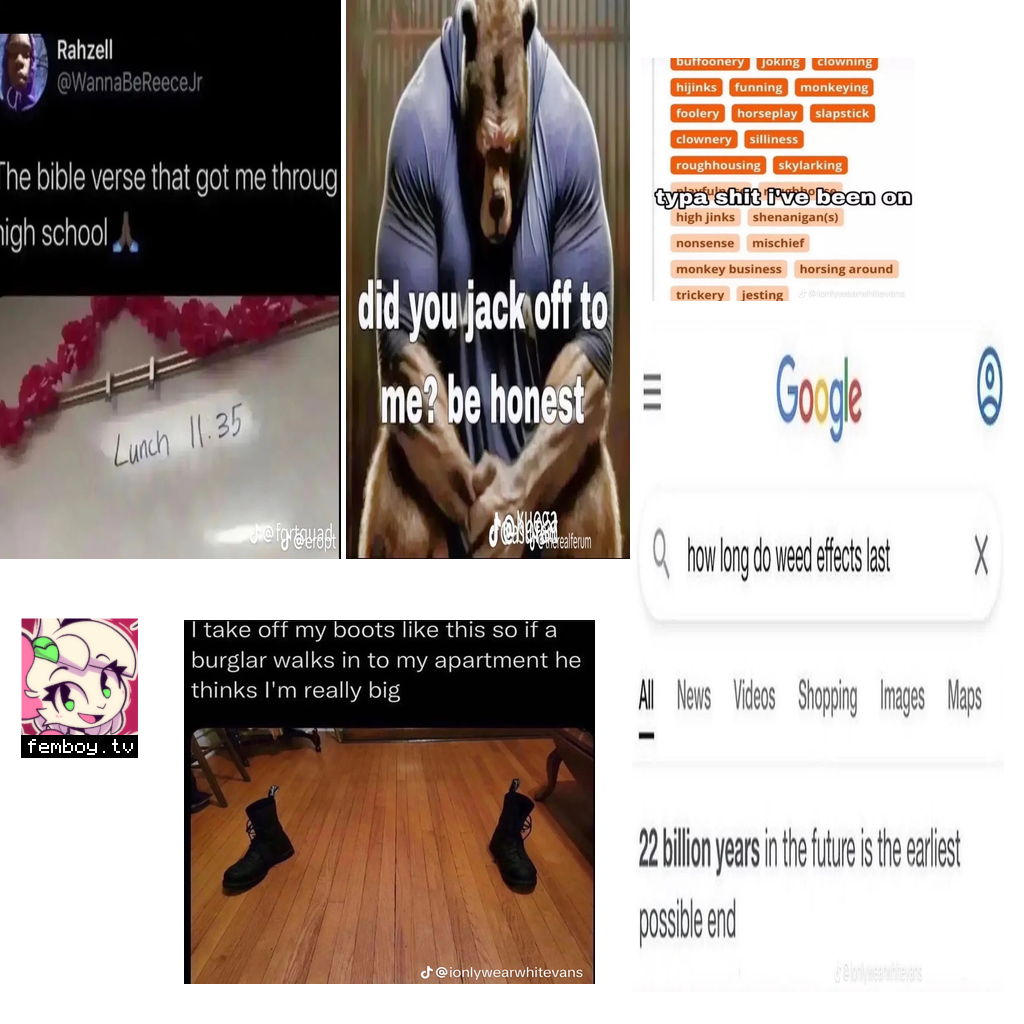 Rahzell
@WannaBeReeceJr
The bible verse that got me throug
high school
Lunch 11.35
@fortquad
@eropt
did you jack off to
me? be honest
@xuoga
@therealferum
buffoonery joking clowning
hijinks funning monkeying
foolery horseplay slapstick
clownery silliness
roughhousing skylarking
typa shit i've been on
high jinks shenanigan(s)
nonsense mischief
monkey business horsing around
trickery jesting
@ionlywearwhitevans
Google
how long do weed effects last
All News Videos Shopping Images Maps
22 billion years in the future is the earliest
possible end
@ionlywearwhitevans
femboy.tv
I take off my boots like this so if a
burglar walks in to my apartment he
thinks I'm really big
@ionlywearwhitevans